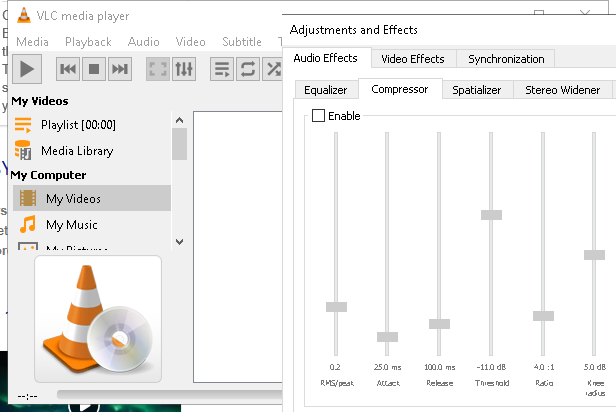 VLC media player
Media Playback Audio Video Subtitle
My Videos
Playlist [00:00]
Media Library
My Computer
My Videos
My Music
My Pictures
--:--
Adjustments and Effects
Audio Effects Video Effects Synchronization
Equalizer Compressor Spatializer Stereo Widener
Enable
0.2 25.0 ms 100.0 ms -11.0 dB 4.0 :1 5.0 dB
RMS/peak Attack Release Threshold Ratio Knee
radius